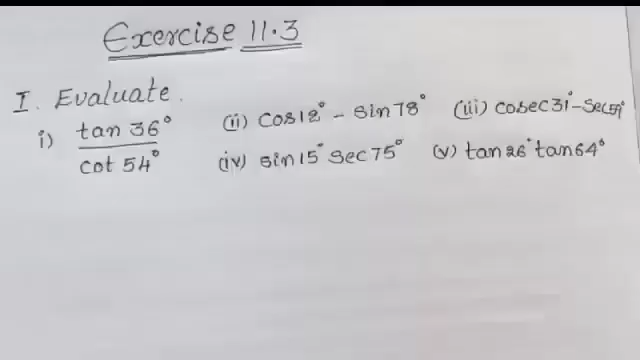 Exercise 11.3
I. Evaluate.
i) tan 36° / cot 54° (ii) cos12° - sin78° (iii) cosec31° - sec59°
(iv) sin15° sec75° (v) tan26° tan64°